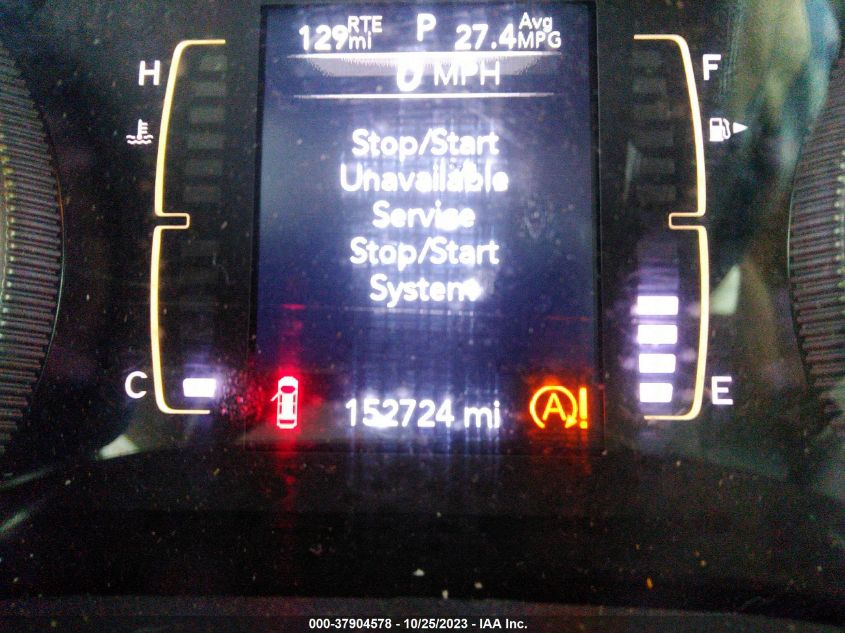 129 RTE mi P 27.4 Avg MPG
0 MPH
H F
Stop/Start
Unavailable
Service
Stop/Start
System
C E
152724 mi A!
000-37904578 - 10/25/2023 - IAA Inc.